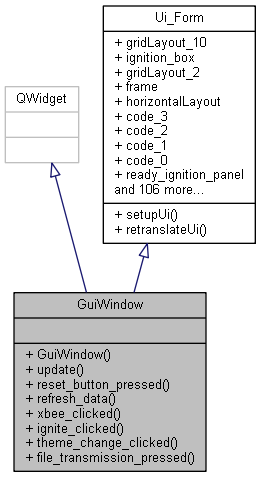 Ui_Form
+ gridLayout_10
+ ignition_box
+ gridLayout_2
+ frame
+ horizontalLayout
+ code_3
+ code_2
+ code_1
+ code_0
+ ready_ignition_panel
and 106 more...
+ setupUi()
+ retranslateUi()
QWidget
GuiWindow
+ GuiWindow()
+ update()
+ reset_button_pressed()
+ refresh_data()
+ xbee_clicked()
+ ignite_clicked()
+ theme_change_clicked()
+ file_transmission_pressed()